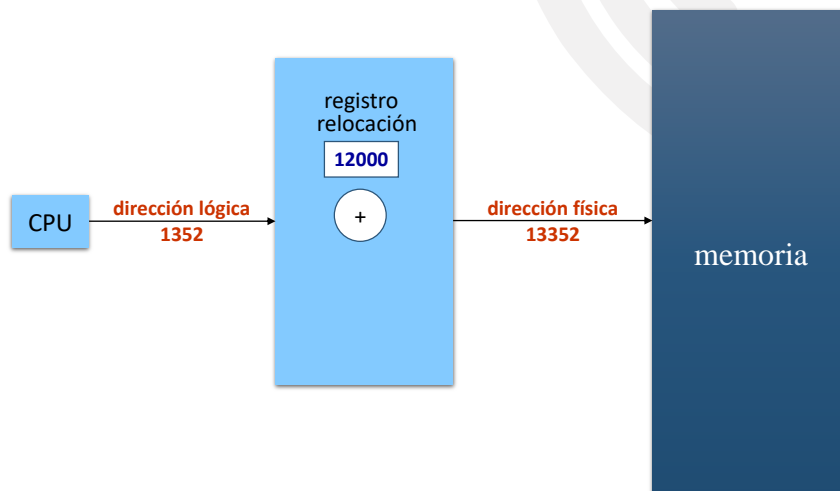 registro
relocación
12000
+
CPU
dirección lógica
1352
dirección física
13352
memoria